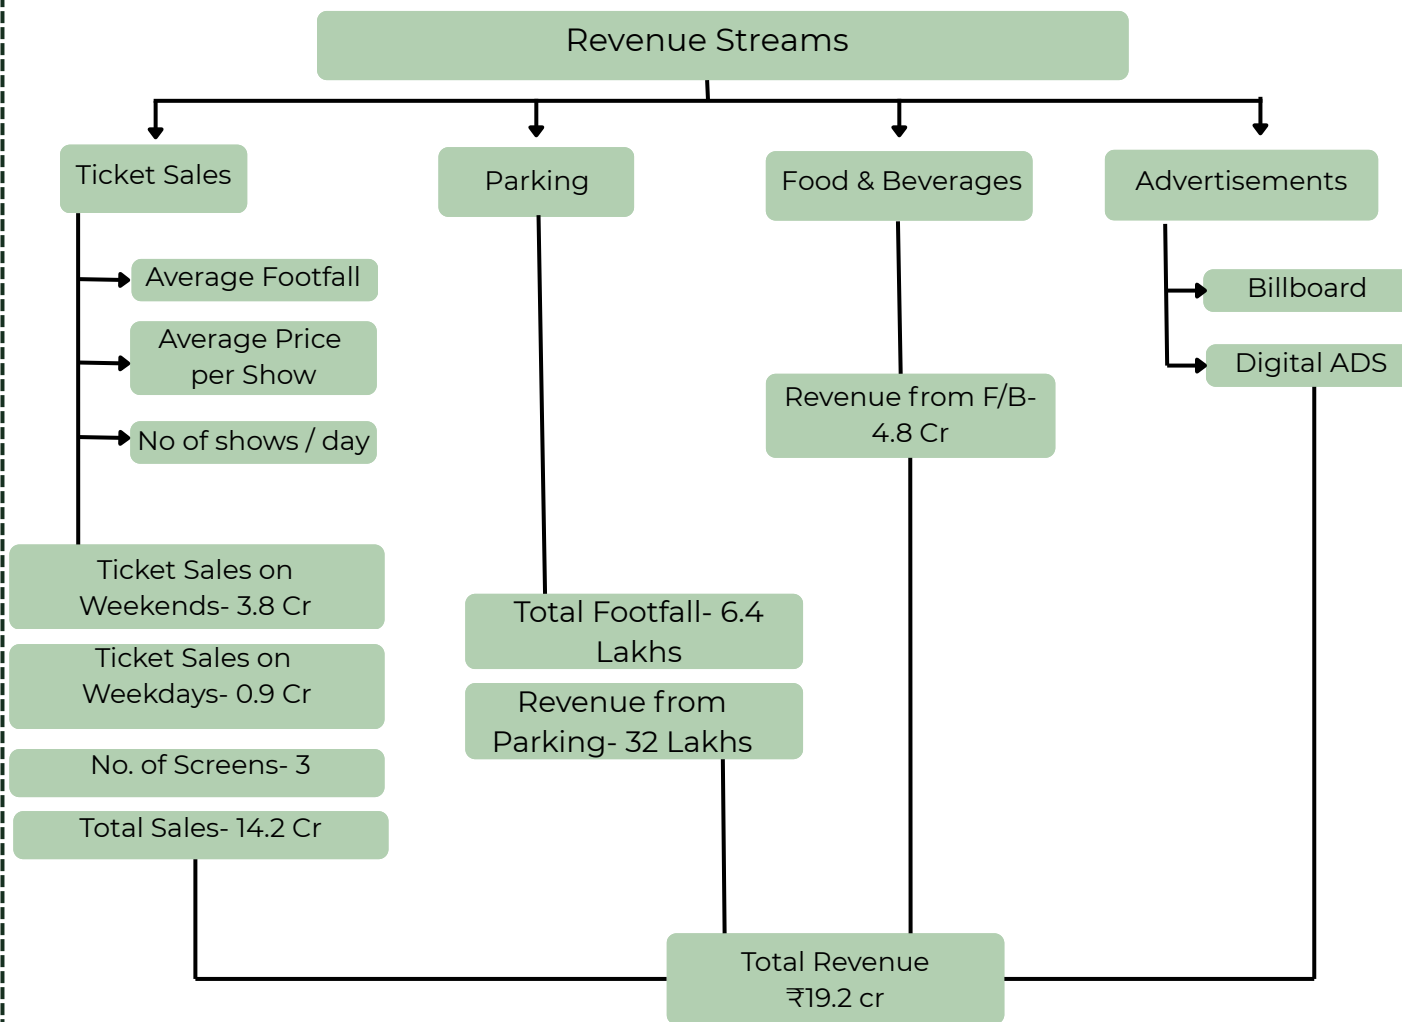 Revenue Streams
Ticket Sales
Parking
Food & Beverages
Advertisements
Average Footfall
Average Price
per Show
No of shows / day
Billboard
Digital ADS
Revenue from F/B-
4.8 Cr
Ticket Sales on
Weekends- 3.8 Cr
Ticket Sales on
Weekdays- 0.9 Cr
No. of Screens- 3
Total Sales- 14.2 Cr
Total Footfall- 6.4
Lakhs
Revenue from
Parking- 32 Lakhs
Total Revenue
₹19.2 cr